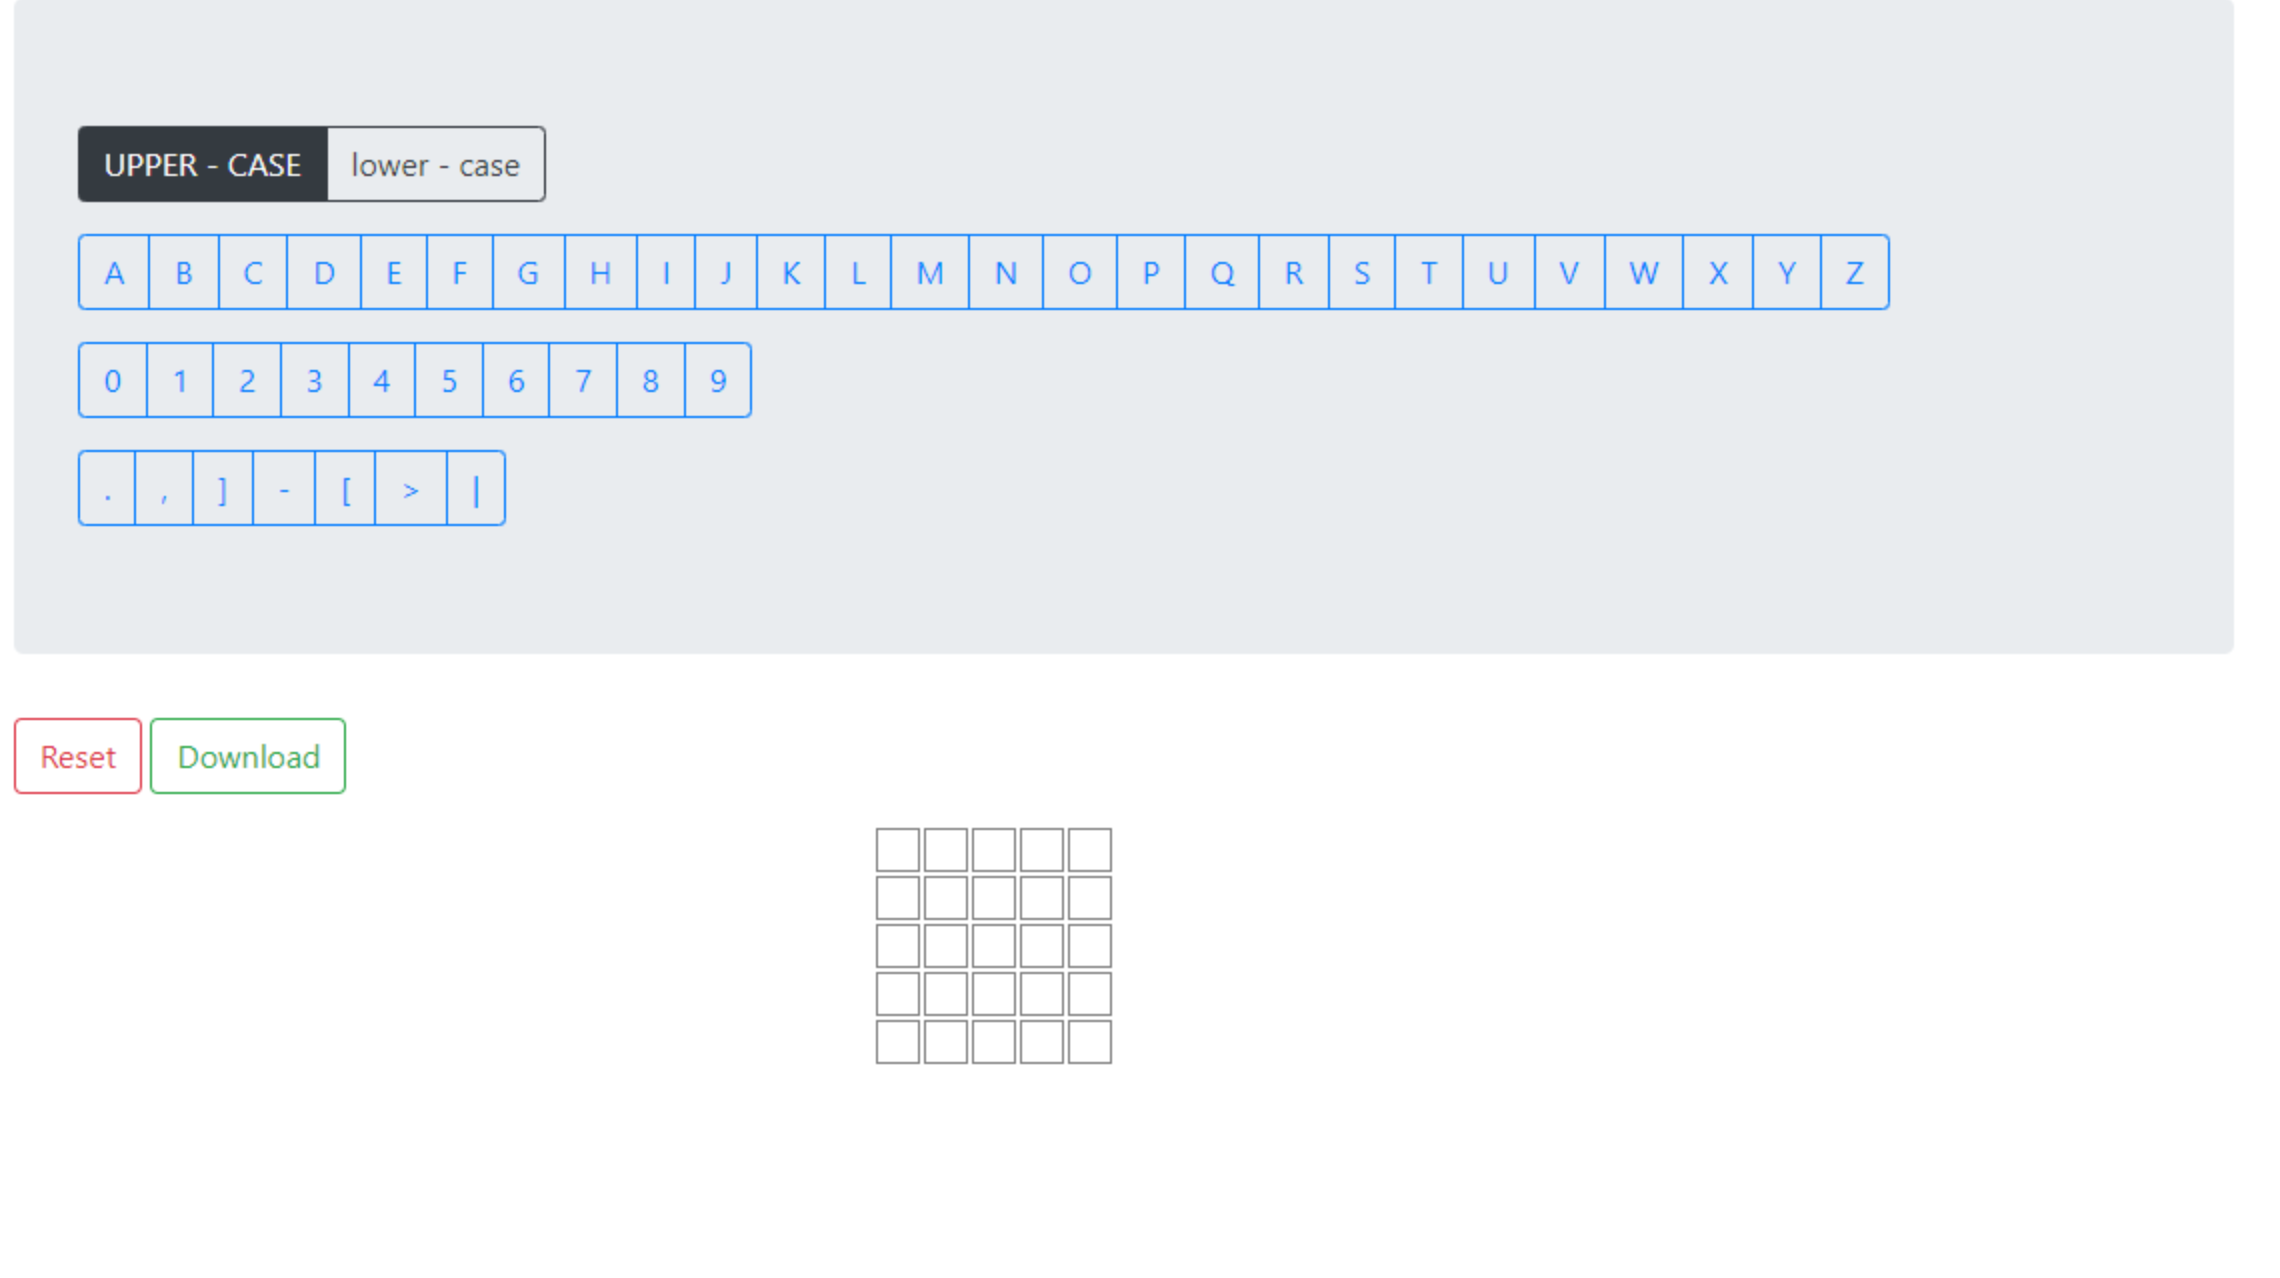 UPPER - CASE lower - case
A B C D E F G H I J K L M N O P Q R S T U V W X Y Z
0 1 2 3 4 5 6 7 8 9
. , ] - [ > |
Reset Download